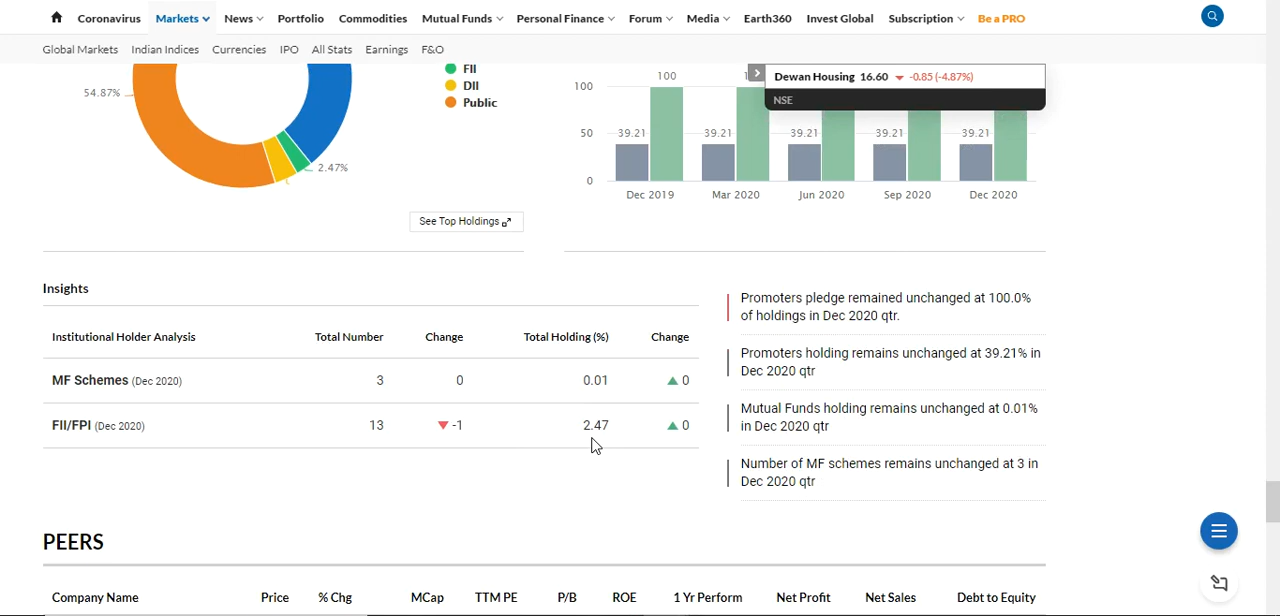 Coronavirus Markets News Portfolio Commodities Mutual Funds Personal Finance Forum Media Earth360 Invest Global Subscription Be a PRO
Global Markets Indian Indices Currencies IPO All Stats Earnings F&O
54.87%
2.47%
FII
DII
Public
See Top Holdings
Dewan Housing 16.60 -0.85 (-4.87%)
NSE
100
100
50
0
39.21 39.21 39.21 39.21 39.21
Dec 2019 Mar 2020 Jun 2020 Sep 2020 Dec 2020
Insights
Institutional Holder Analysis Total Number Change Total Holding (%) Change
MF Schemes (Dec 2020) 3 0 0.01 0
FII/FPI (Dec 2020) 13 -1 2.47 0
Promoters pledge remained unchanged at 100.0%
of holdings in Dec 2020 qtr.
Promoters holding remains unchanged at 39.21% in
Dec 2020 qtr
Mutual Funds holding remains unchanged at 0.01%
in Dec 2020 qtr
Number of MF schemes remains unchanged at 3 in
Dec 2020 qtr
PEERS
Company Name Price % Chg MCap TTM PE P/B ROE 1 Yr Perform Net Profit Net Sales Debt to Equity